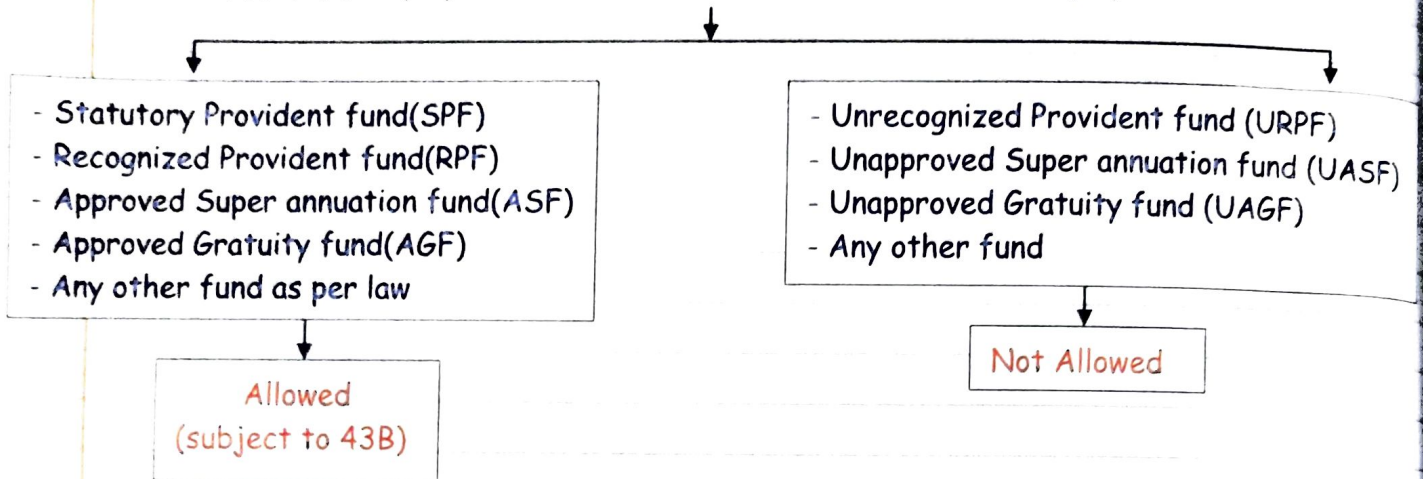 - Statutory Provident fund(SPF)
- Recognized Provident fund(RPF)
- Approved Super annuation fund(ASF)
- Approved Gratuity fund(AGF)
- Any other fund as per law
Allowed
(subject to 43B)
- Unrecognized Provident fund (URPF)
- Unapproved Super annuation fund (UASF)
- Unapproved Gratuity fund (UAGF)
- Any other fund
Not Allowed